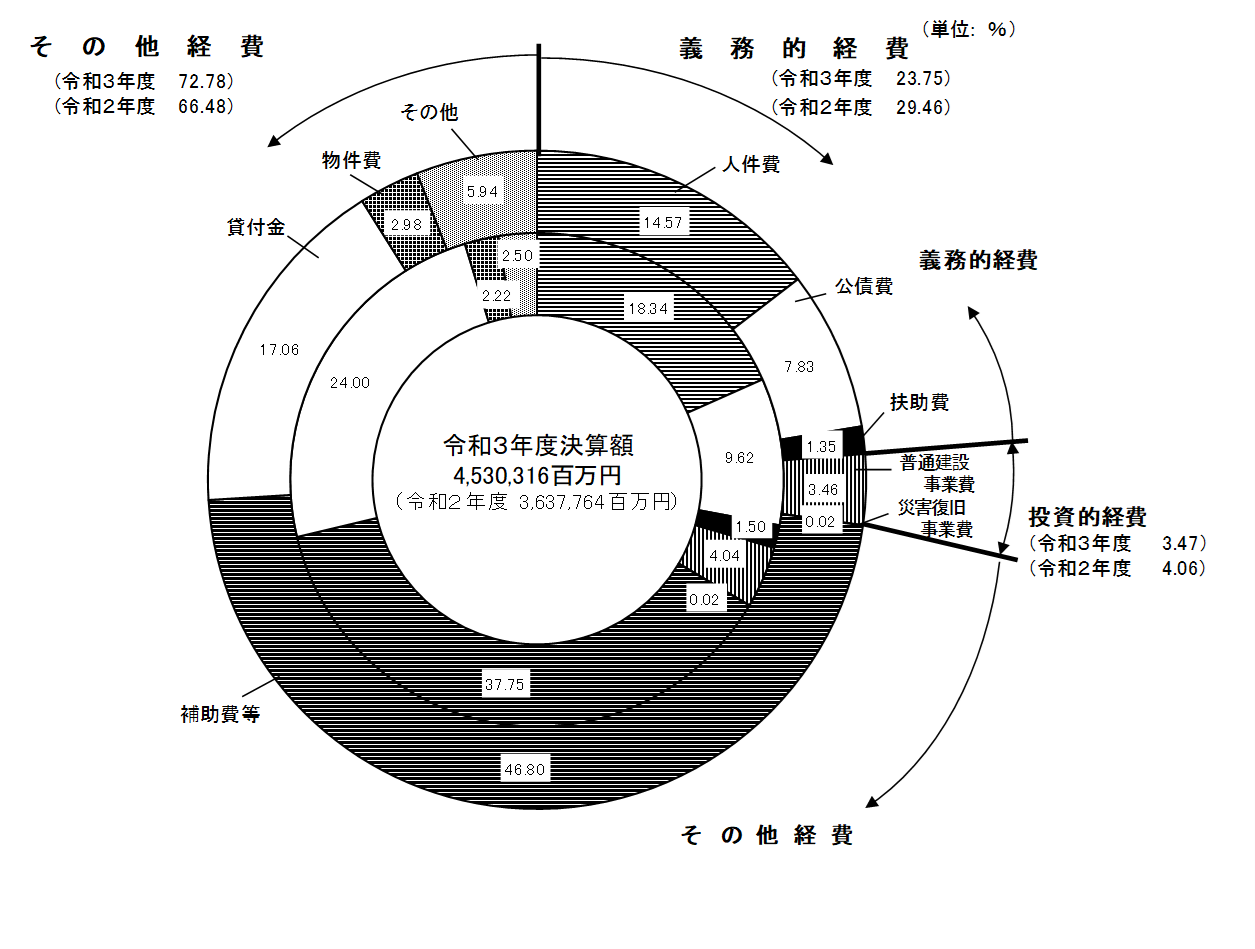 （単位: %）
その他経費
（令和3年度 72.78）
（令和2年度 66.48）
義務的経費
（令和3年度 23.75）
（令和2年度 29.46）
その他
物件費
人件費
貸付金
5.94
2.98
14.57
2.50
2.22
18.34
義務的経費
公債費
17.06
24.00
7.83
扶助費
令和3年度決算額
4,530,316百万円
（令和2年度 3,637,764百万円）
9.62
1.35
普通建設
事業費
3.46
災害復旧
事業費
0.02
1.50
4.04
0.02
投資的経費
（令和3年度 3.47）
（令和2年度 4.06）
37.75
補助費等
46.80
その他経費